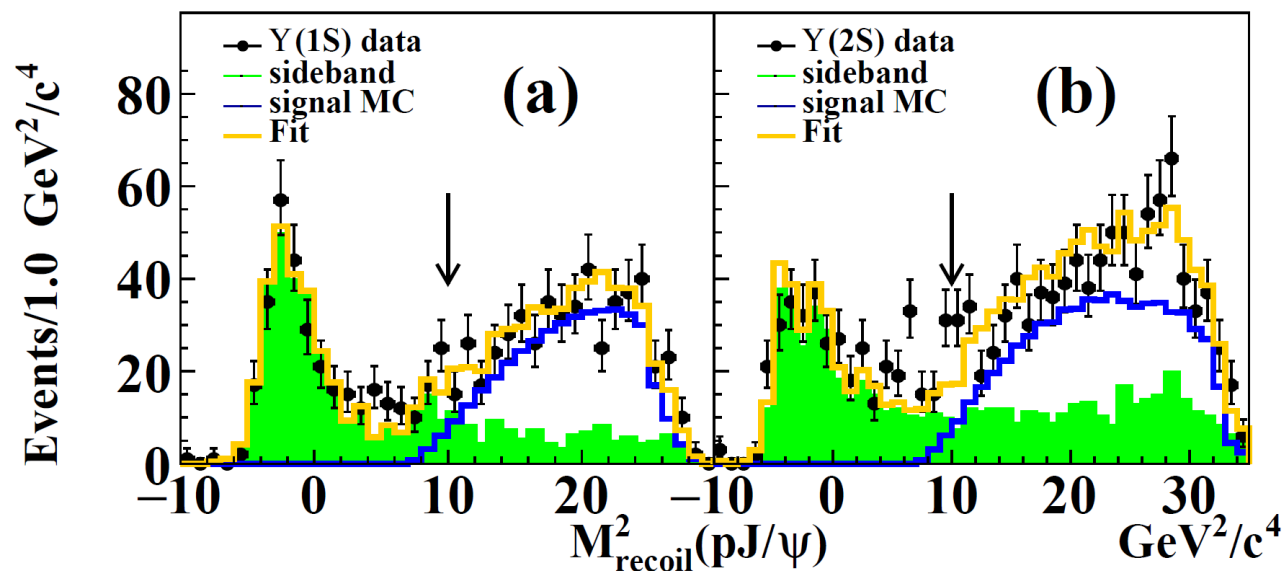 Events/1.0 GeV²/c⁴
80
60
40
20
0
ϒ(1S) data
sideband
signal MC
Fit
(a)
ϒ(2S) data
sideband
signal MC
Fit
(b)
−10 0 10 20 −10 0 10 20 30
M²recoil(pJ/ψ) GeV²/c⁴